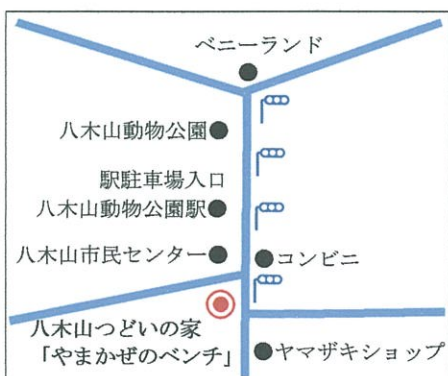 ベニーランド
八木山動物公園
駅駐車場入口
八木山動物公園駅
八木山市民センター
コンビニ
八木山つどいの家
「やまかぜのベンチ」
ヤマザキショップ